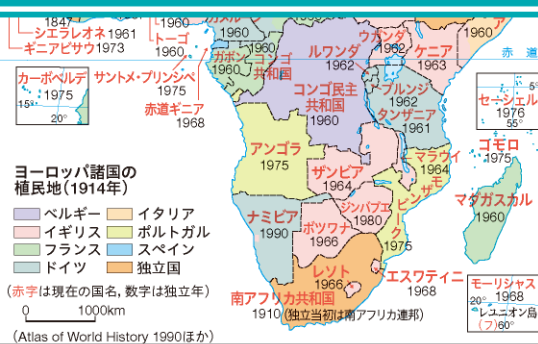 1847
シエラレオネ1961
ギニアビサウ1973
1960
トーゴ
1960
カメルーン
1960
ガボン
1960
1960
コンゴ
共和国
ルワンダ
1962
ウガンダ
1962
ケニア
1963
1960
ア
赤 道
カーボベルデ
1975
15°
20°
サントメ・プリンシペ
1975
赤道ギニア
1968
コンゴ民主
共和国
1960
ブルンジ
1962
タンザニア
1961
セーシェル
1976
55°
5°
コモロ
1975
アンゴラ
1975
ザンビア
1964
マラウイ
1964
モザンビーク
1975
マダガスカル
1960
ナミビア
1990
ボツワナ
1966
ジンバブエ
1980
レソト
1966
エスワティニ
1968
南アフリカ共和国
1910(独立当初は南アフリカ連邦)
モーリシャス
20° 1968
レユニオン島
(フ)60°
ヨーロッパ諸国の
植民地(1914年)
ベルギー イタリア
イギリス ポルトガル
フランス スペイン
ドイツ 独立国
(赤字は現在の国名,数字は独立年)
0 1000km
(Atlas of World History 1990ほか)